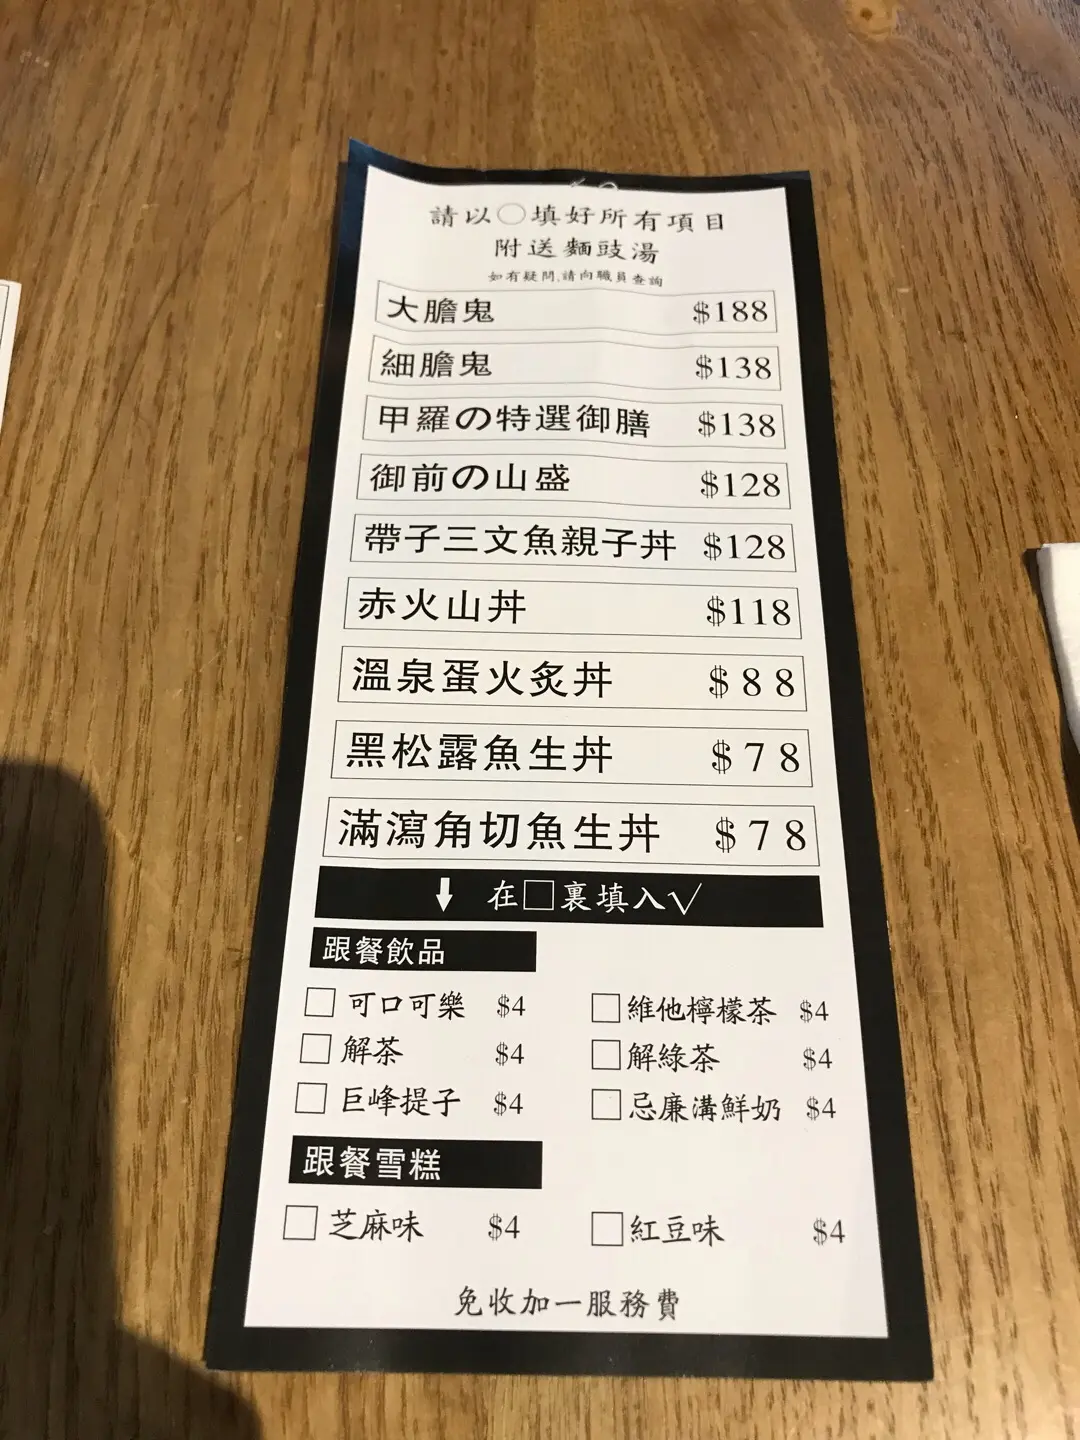 請以○填好所有項目
附送麵豉湯
如有疑問,請向職員查詢
大膽鬼 $188
細膽鬼 $138
甲羅の特選御膳 $138
御前の山盛 $128
帶子三文魚親子丼 $128
赤火山丼 $118
溫泉蛋火炙丼 $88
黑松露魚生丼 $78
滿瀉角切魚生丼 $78
⬇ 在□裏填入√
跟餐飲品
□可口可樂 $4 □維他檸檬茶 $4
□解茶 $4 □解綠茶 $4
□巨峰提子 $4 □忌廉溝鮮奶 $4
跟餐雪糕
□芝麻味 $4 □紅豆味 $4
免收加一服務費